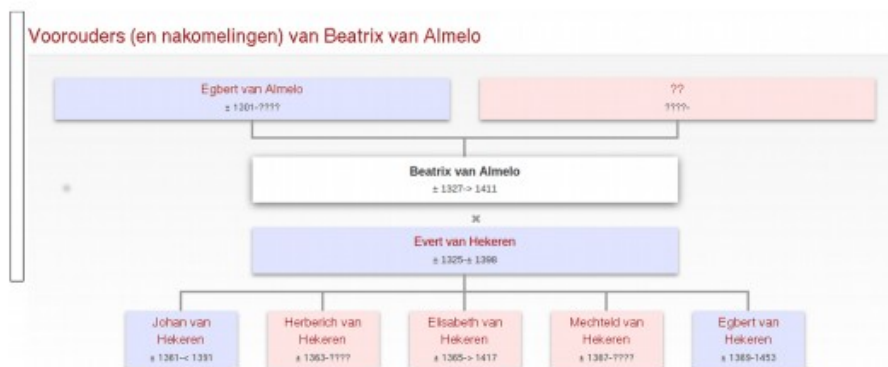 Voorouders (en nakomelingen) van Beatrix van Almelo
Egbert van Almelo
± 1301-????
??
????-
Beatrix van Almelo
± 1327-> 1411
×
Evert van Hekeren
± 1325-± 1398
Johan van
Hekeren
± 1361-< 1391
Herberich van
Hekeren
± 1363-????
Elisabeth van
Hekeren
± 1365-> 1417
Mechteld van
Hekeren
± 1367-????
Egbert van
Hekeren
± 1369-1453